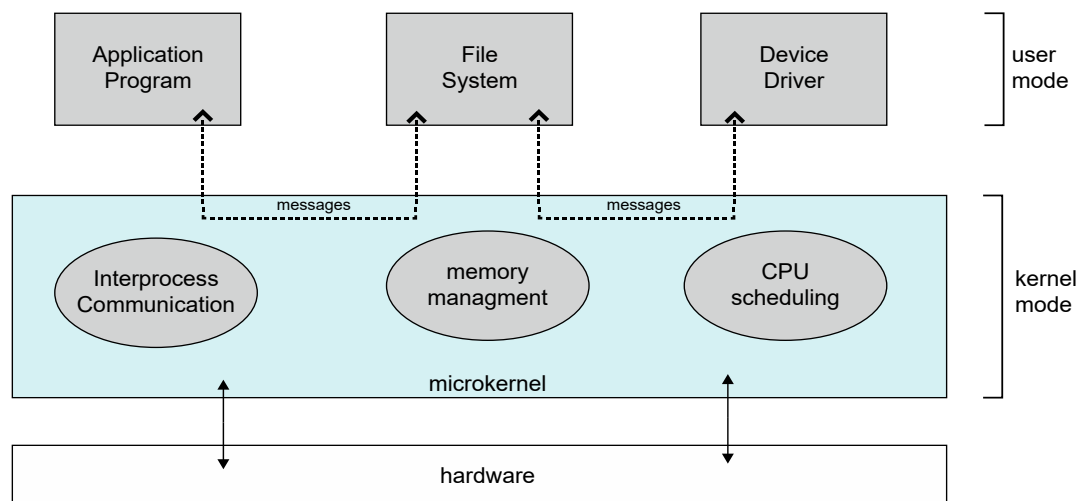 Application
Program
File
System
Device
Driver
user
mode
messages
messages
Interprocess
Communication
memory
managment
CPU
scheduling
kernel
mode
microkernel
hardware